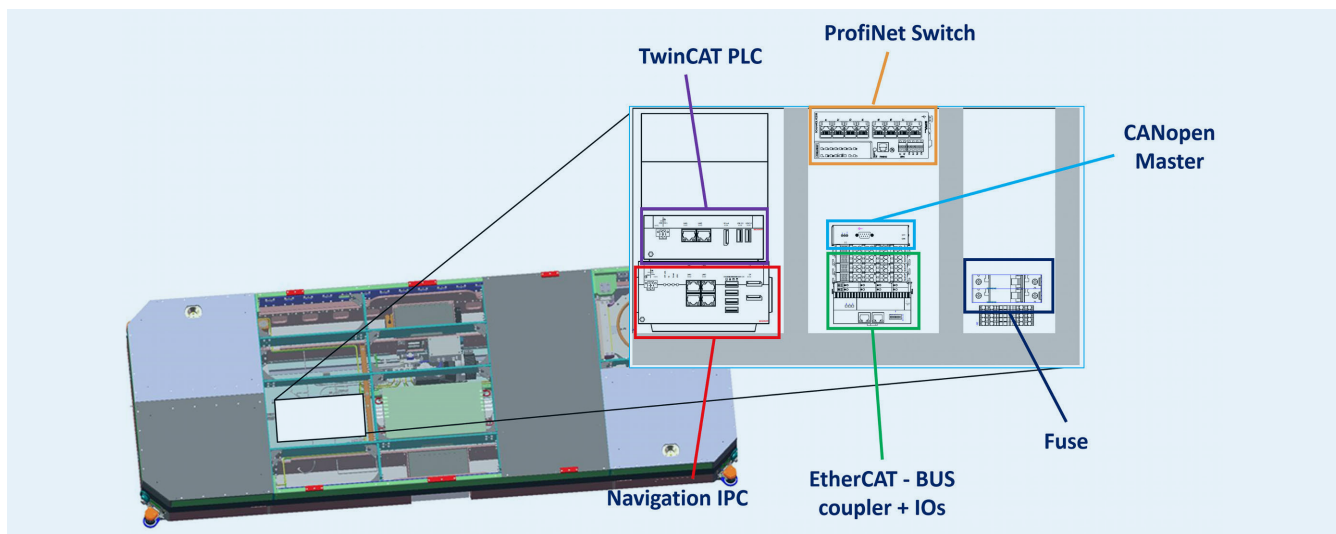 ProfiNet Switch
TwinCAT PLC
CANopen
Master
Fuse
EtherCAT - BUS
coupler + IOs
Navigation IPC